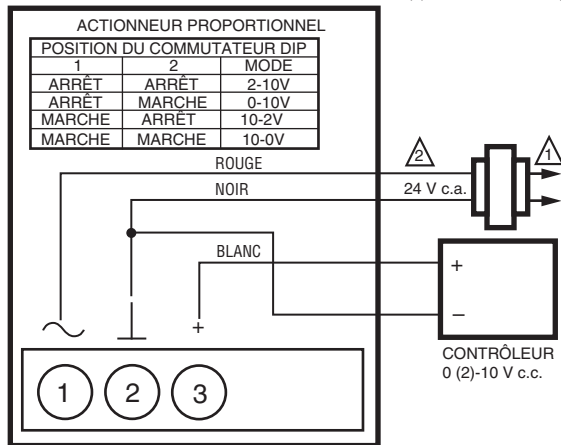 ACTIONNEUR PROPORTIONNEL
POSITION DU COMMUTATEUR DIP
1 2 MODE
ARRÊT ARRÊT 2-10V
ARRÊT MARCHE 0-10V
MARCHE ARRÊT 10-2V
MARCHE MARCHE 10-0V
ROUGE
2
1
NOIR
24 V c.a.
BLANC
+
–
+
CONTRÔLEUR
0 (2)-10 V c.c.
1 2 3